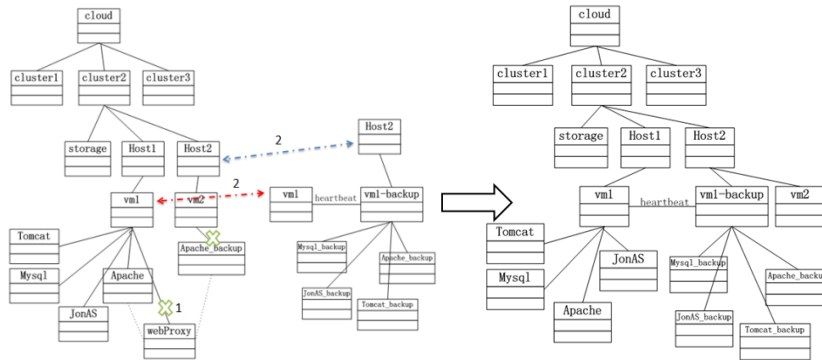 cloud
cluster1 cluster2 cluster3
storage Host1 Host2
vm1 vm2
Tomcat
Mysql
JonAS
Apache
Apache_backup
webProxy
1
2
2
Host2
vm1 heartbeat vm1-backup
Mysql_backup
Apache_backup
JonAS_backup
Tomcat_backup
cloud
cluster1 cluster2 cluster3
storage Host1 Host2
vm1 heartbeat vm1-backup vm2
Tomcat
Mysql
Apache
JonAS
Mysql_backup
Apache_backup
JonAS_backup
Tomcat_backup